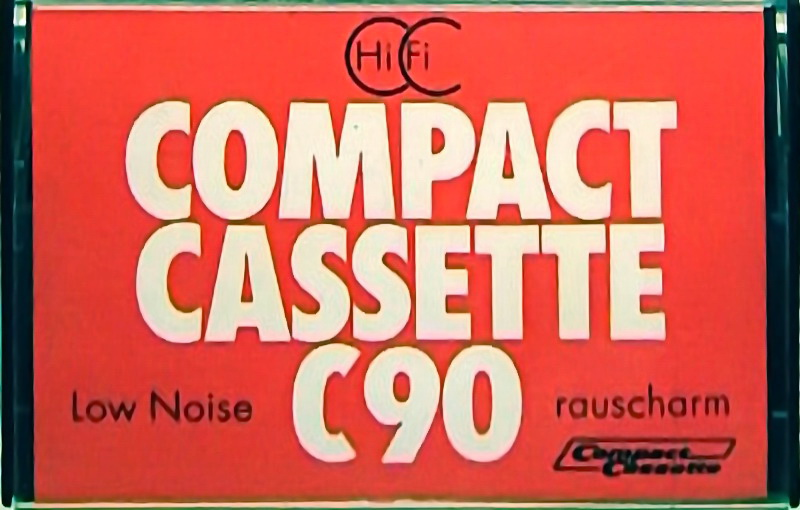 Hi Fi
COMPACT
CASSETTE
C90
Low Noise
rauscharm
Compact
Cassette